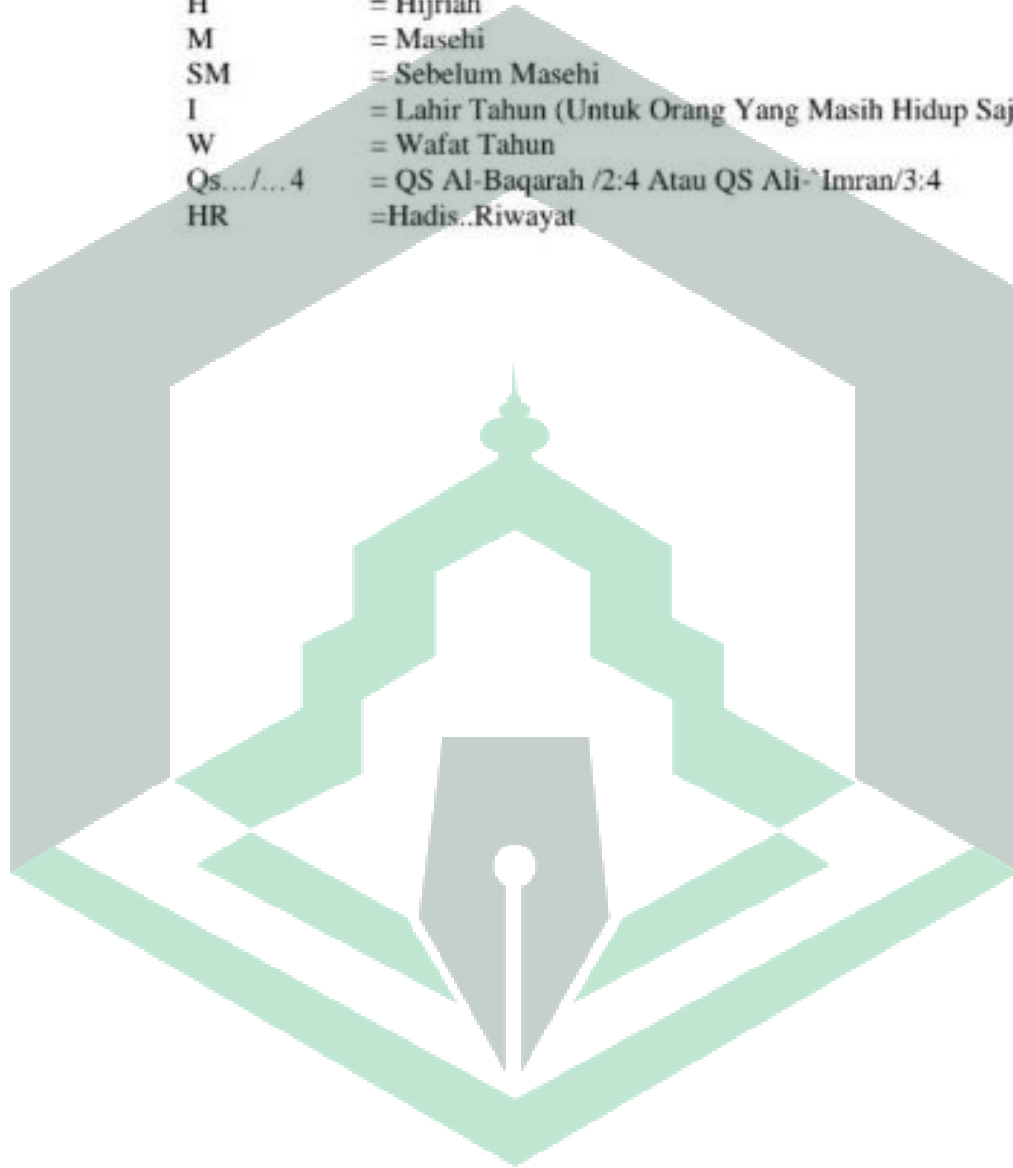 H = Hijriah
M = Masehi
SM = Sebelum Masehi
I = Lahir Tahun (Untuk Orang Yang Masih Hidup Saj
W = Wafat Tahun
Qs.../...4 = QS Al-Baqarah /2:4 Atau QS Ali-`Imran/3:4
HR =Hadis..Riwayat